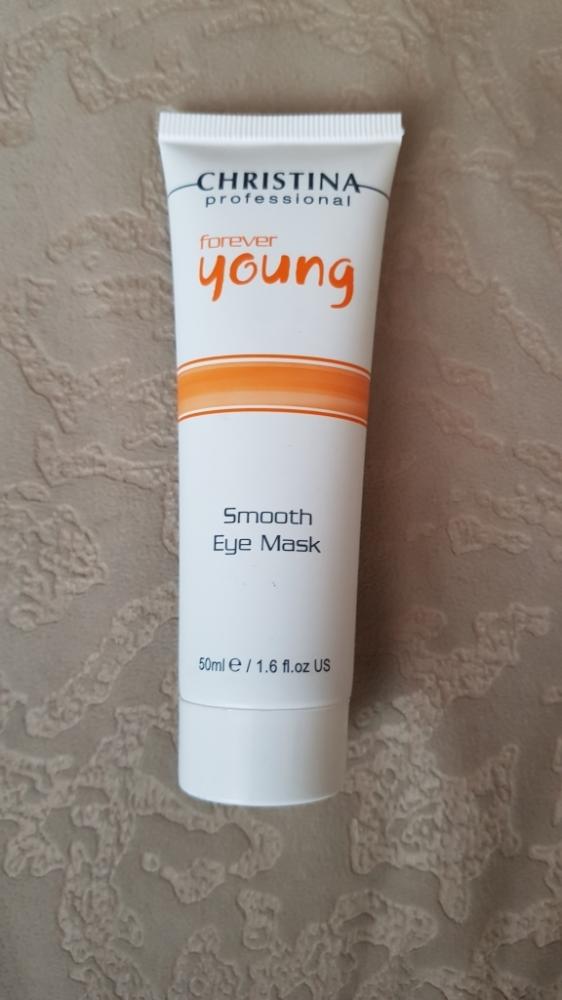 CHRISTINA
professional
forever
young
Smooth
Eye Mask
50ml ℮ / 1.6 fl.oz US